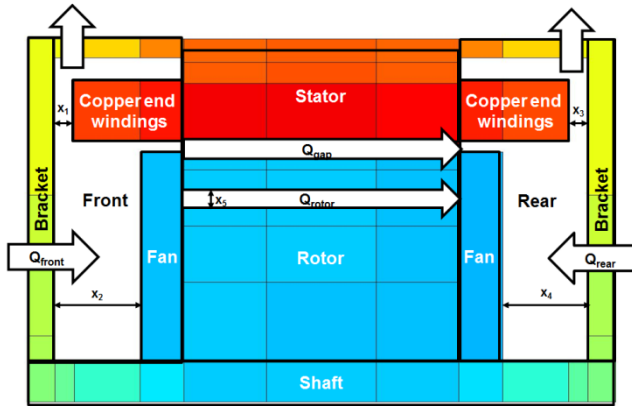 x1
Copper end
windings
Stator
Copper end
windings
x3
Qgap
Bracket
Front
x5
Qrotor
Rear
Bracket
Qfront
Fan
Rotor
Fan
Qrear
x2
x4
Shaft